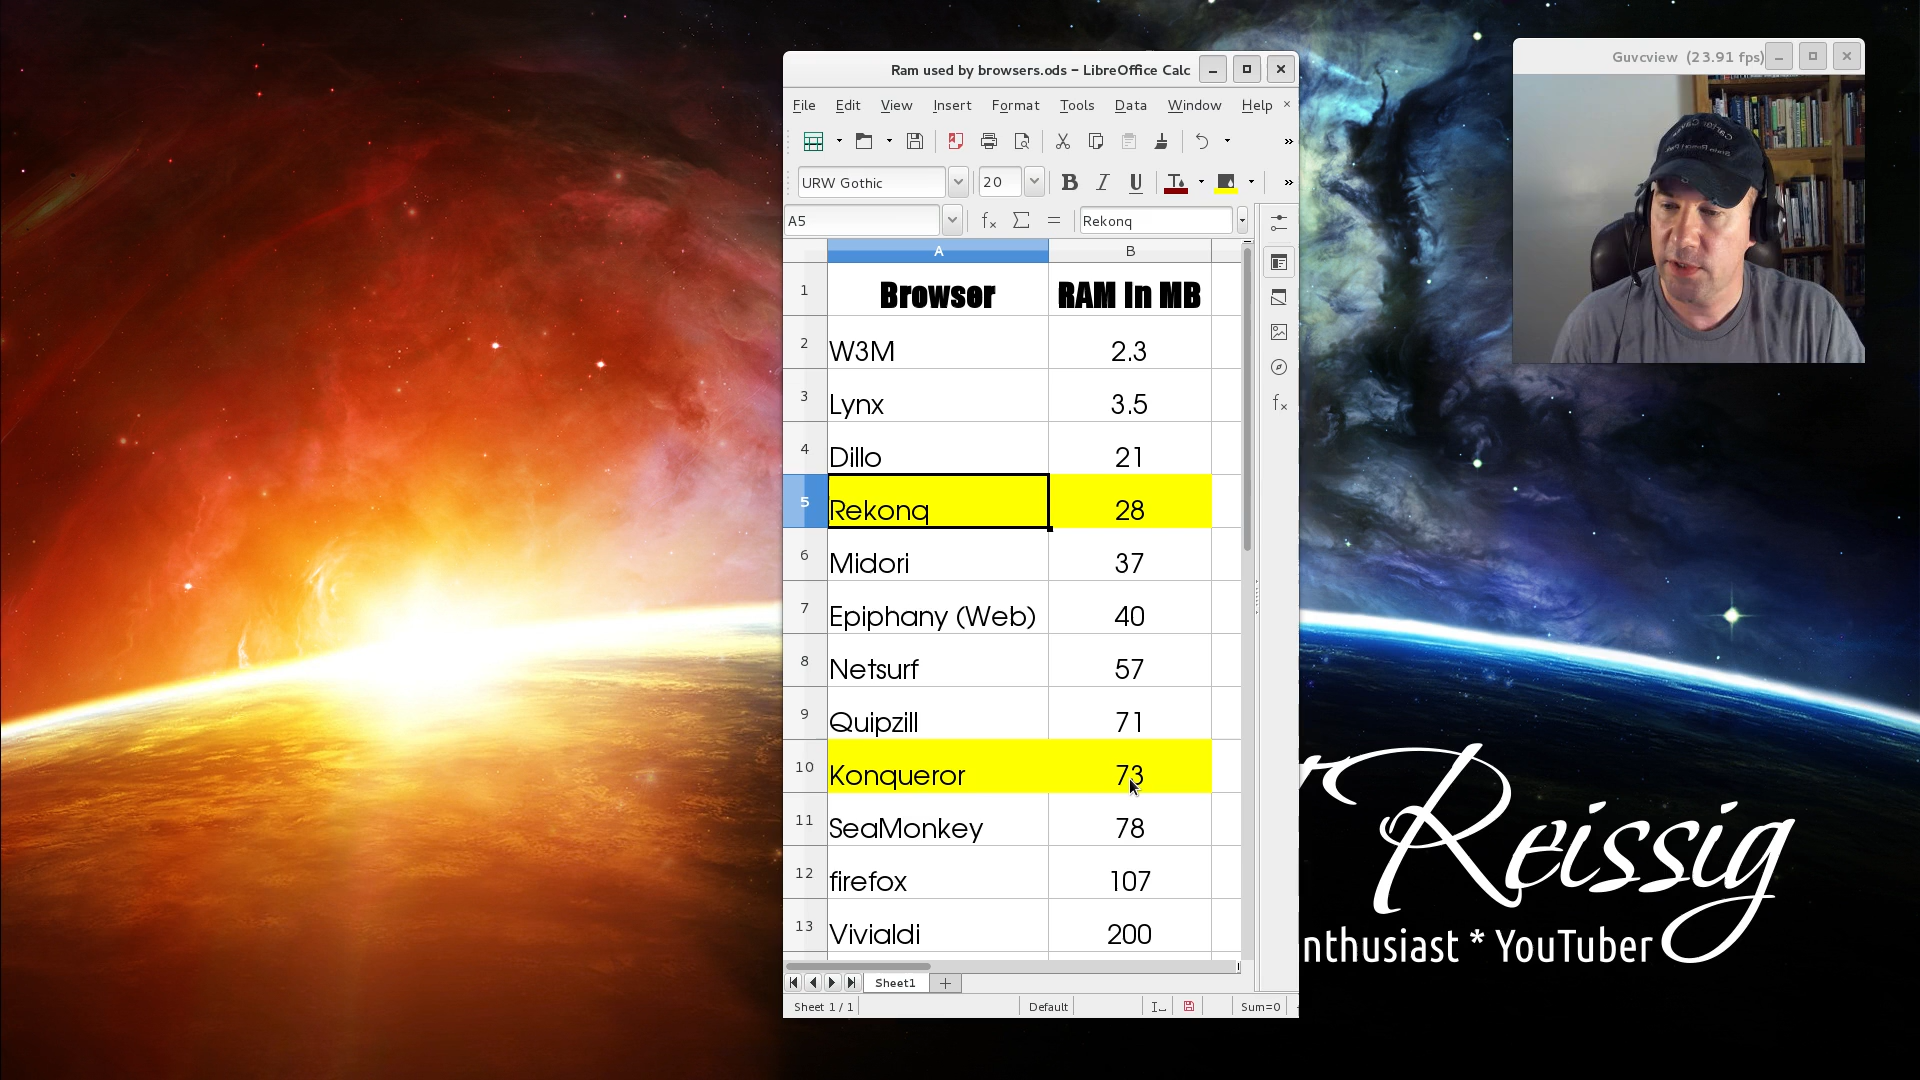 Ram used by browsers.ods – LibreOffice Calc
Guvcview (23.91 fps)
File Edit View Insert Format Tools Data Window Help
URW Gothic 20
A5 Rekonq
A B
1 Browser RAM in MB
2 W3M 2.3
3 Lynx 3.5
4 Dillo 21
5 Rekonq 28
6 Midori 37
7 Epiphany (Web) 40
8 Netsurf 57
9 Quipzill 71
10 Konqueror 73
11 SeaMonkey 78
12 firefox 107
13 Vivialdi 200
Sheet1
Sheet 1 / 1 Default Sum=0
r Reissig
nthusiast * YouTuber